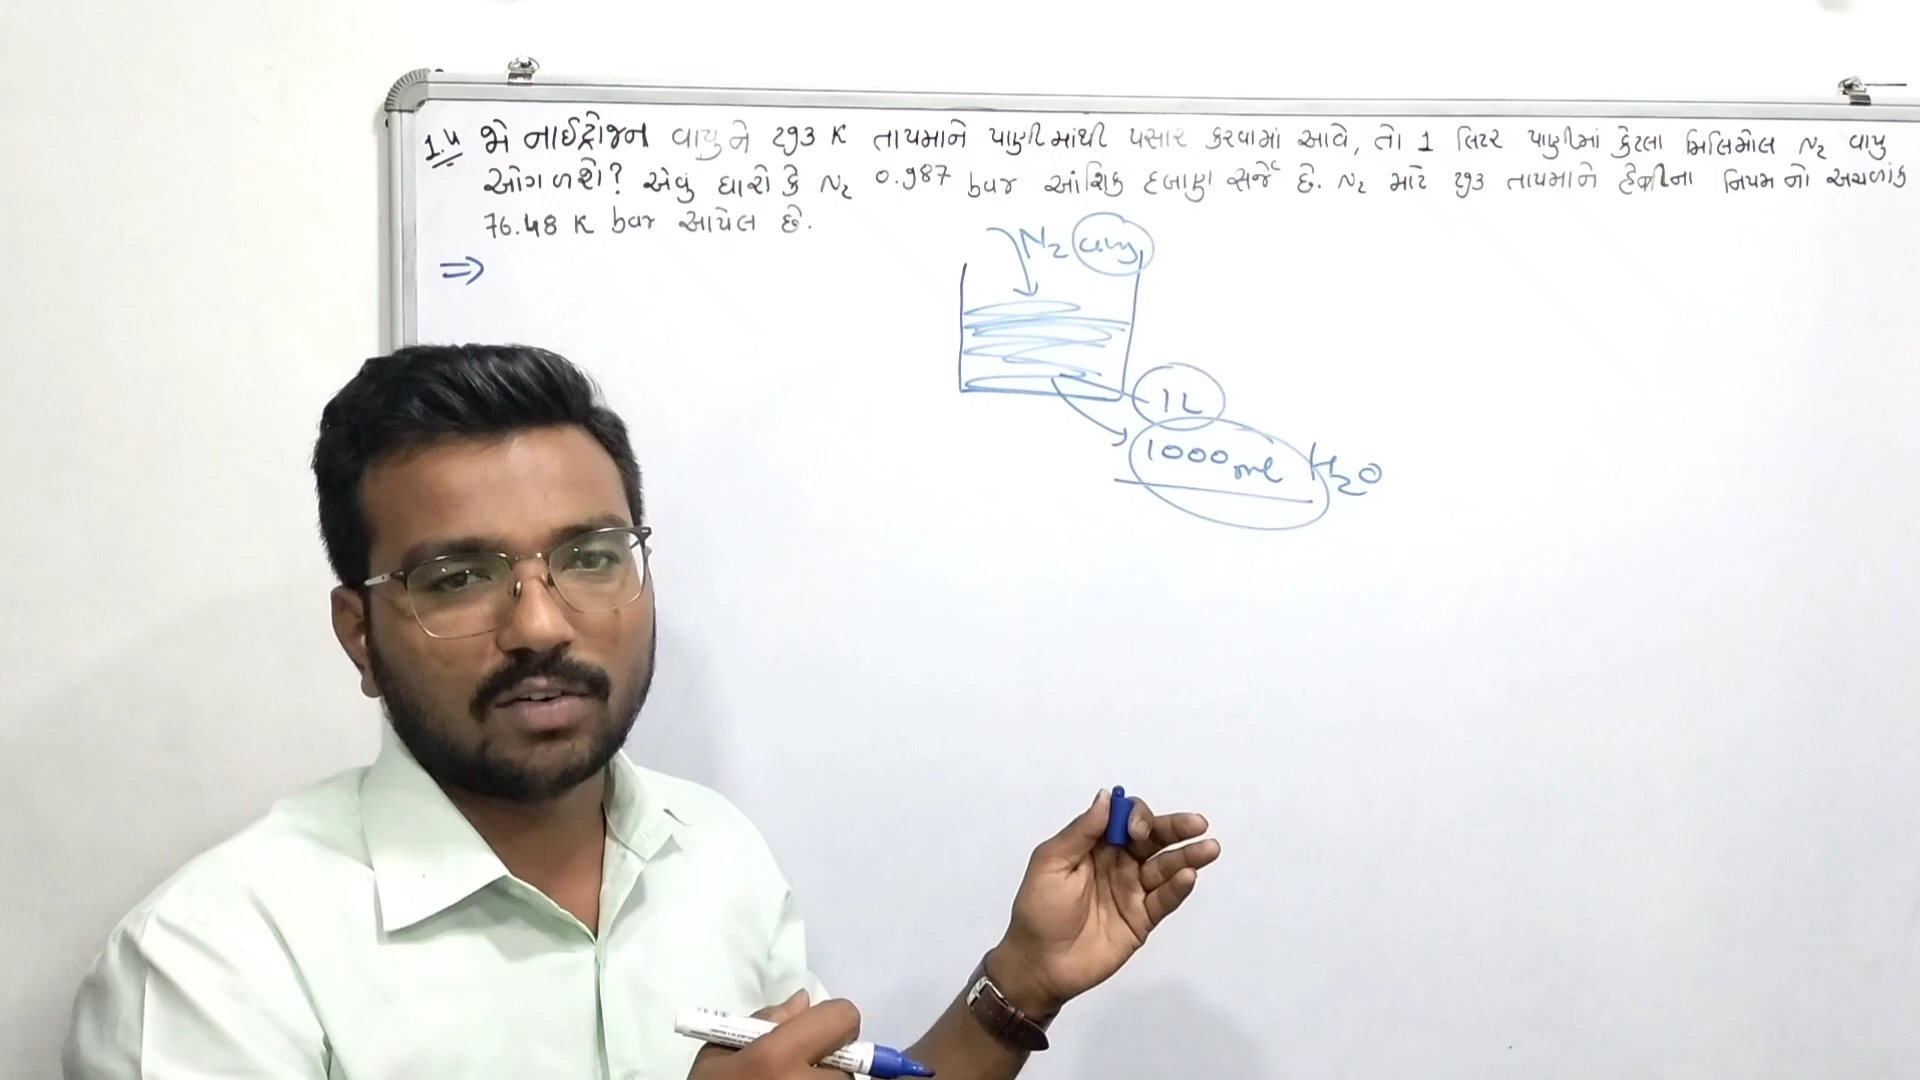 1.4 જો નાઈટ્રોજન વાયુને 293 K તાપમાને પાણીમાંથી પસાર કરવામાં આવે, તો 1 લિટર પાણીમાં કેટલા મિલિમોલ N2 વાયુ
ઓગળશે? એવું ધારો કે N2 0.987 bar આંશિક દબાણ સર્જે છે. N2 માટે 293 તાપમાને હેન્રીના નિયમનો અચળાંક
76.48 K bar આપેલ છે.
⇒
N2 વાયુ
1L
1000 ml H2O